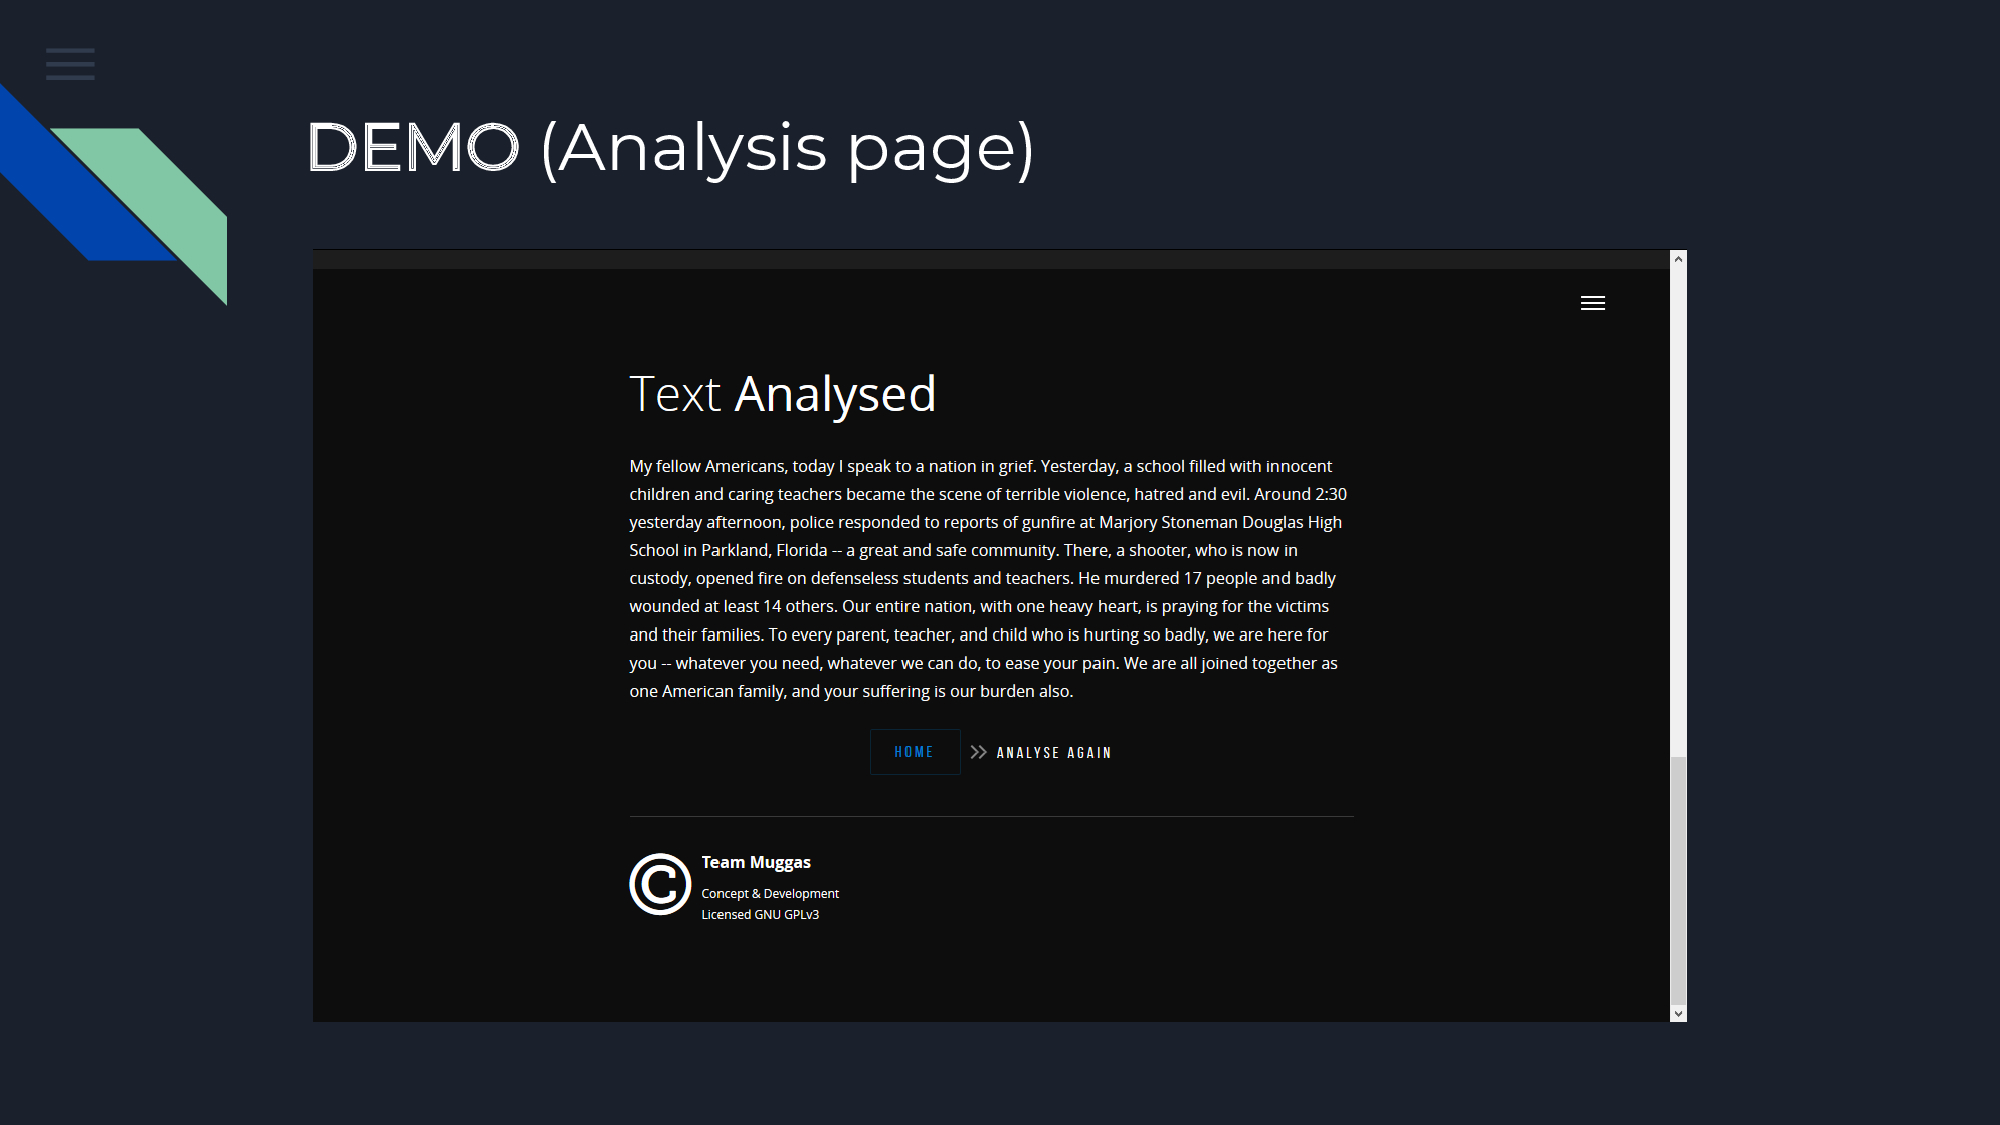 DEMO (Analysis page)
Text Analysed
My fellow Americans, today I speak to a nation in grief. Yesterday, a school filled with innocent
children and caring teachers became the scene of terrible violence, hatred and evil. Around 2:30
yesterday afternoon, police responded to reports of gunfire at Marjory Stoneman Douglas High
School in Parkland, Florida -- a great and safe community. There, a shooter, who is now in
custody, opened fire on defenseless students and teachers. He murdered 17 people and badly
wounded at least 14 others. Our entire nation, with one heavy heart, is praying for the victims
and their families. To every parent, teacher, and child who is hurting so badly, we are here for
you -- whatever you need, whatever we can do, to ease your pain. We are all joined together as
one American family, and your suffering is our burden also.
HOME ANALYSE AGAIN
© Team Muggas
Concept & Development
Licensed GNU GPLv3